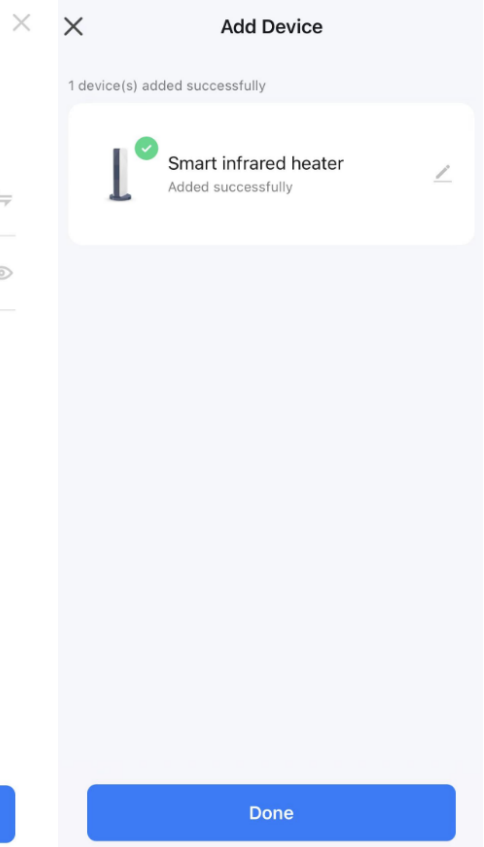 Add Device
1 device(s) added successfully
Smart infrared heater
Added successfully
Done